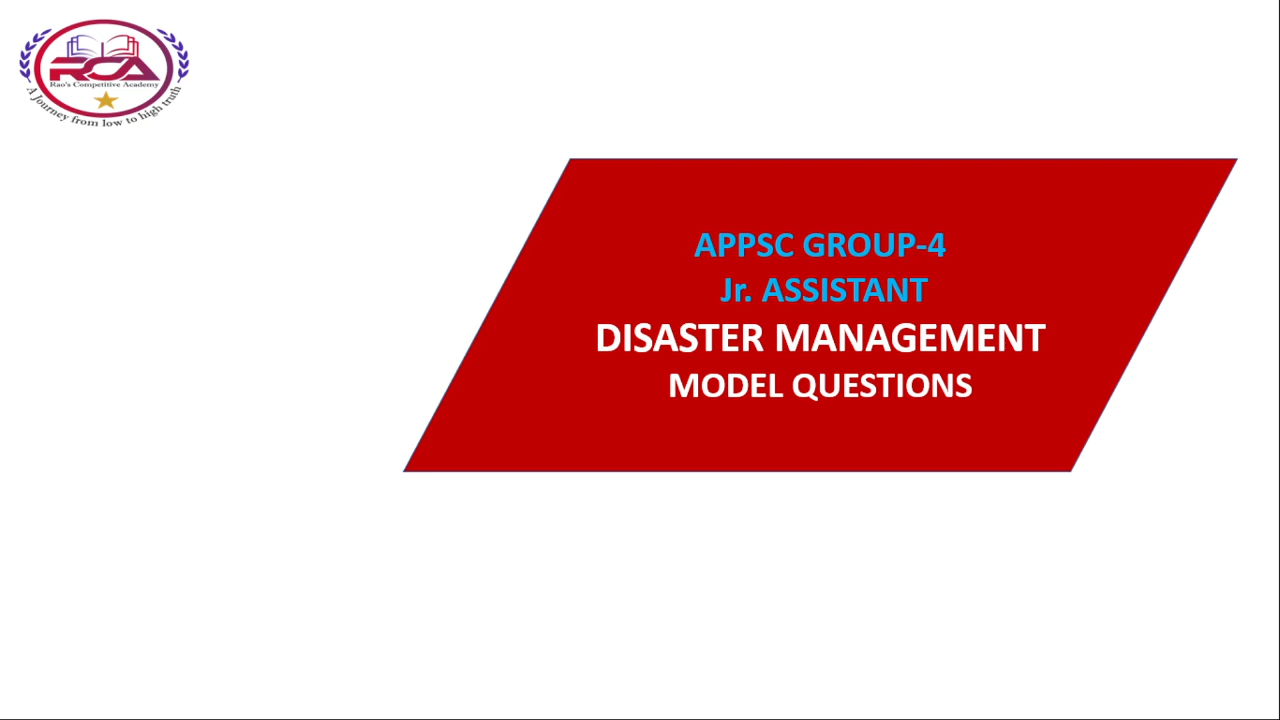 RCA
Rao's Competitive Academy
A Journey from low to high truth
APPSC GROUP-4
Jr. ASSISTANT
DISASTER MANAGEMENT
MODEL QUESTIONS